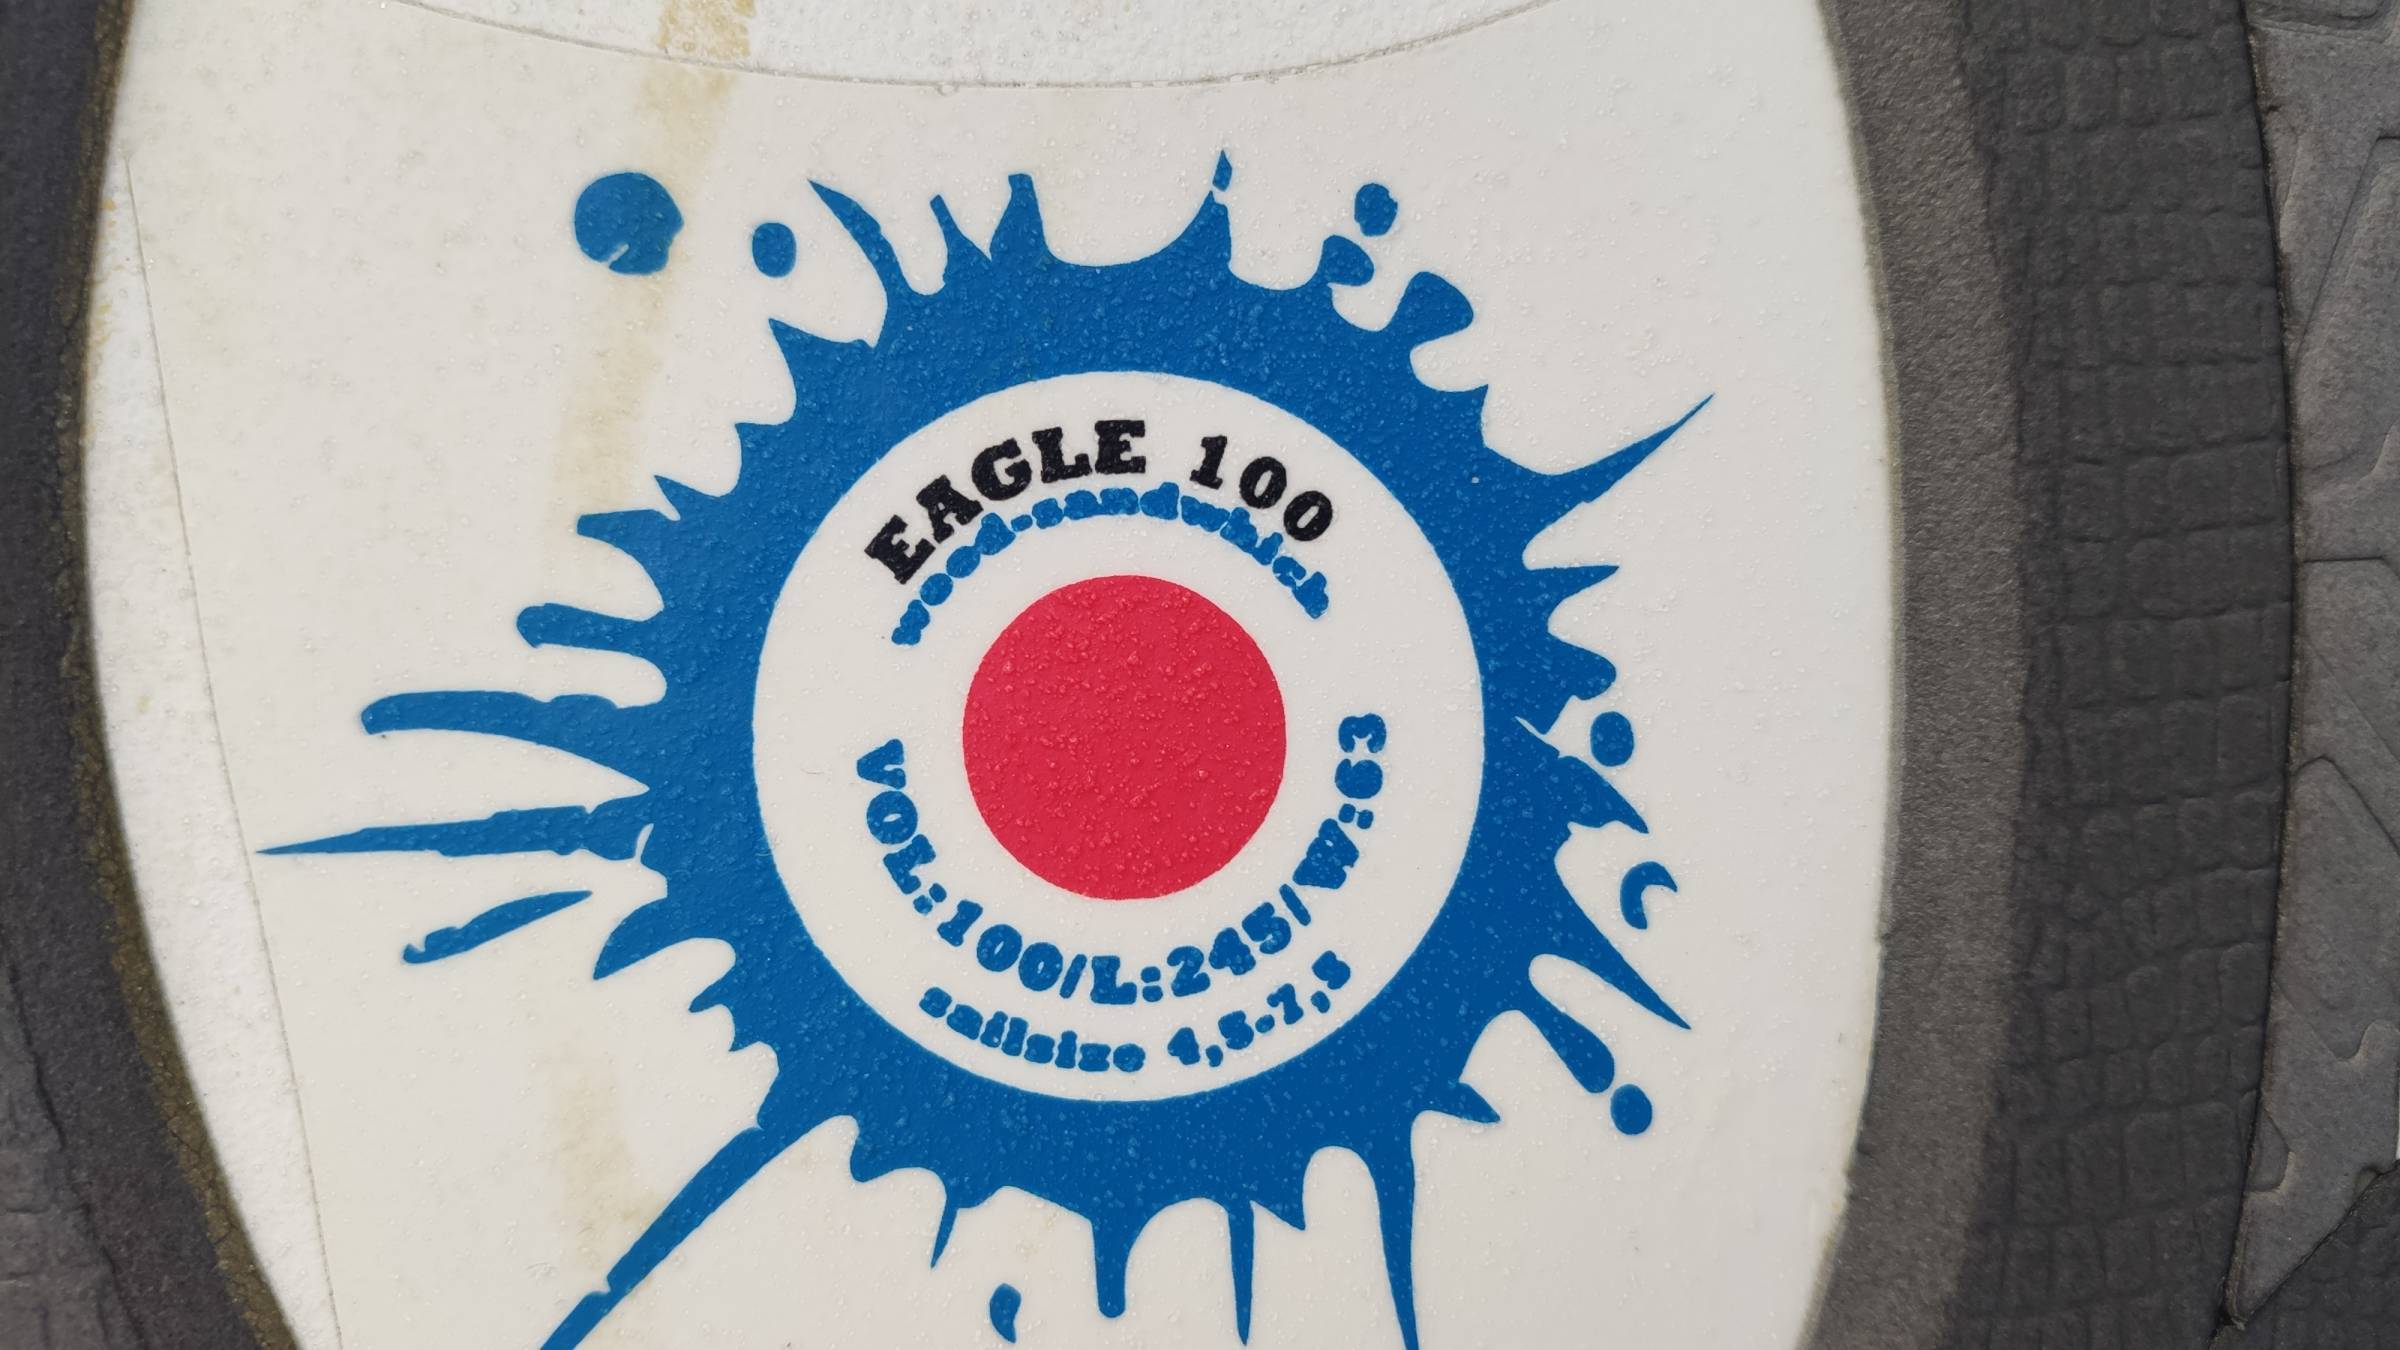 EAGLE 100
wood-sandwhich
VOL:100/L:245/W:63
sailsize 4,5-7,5